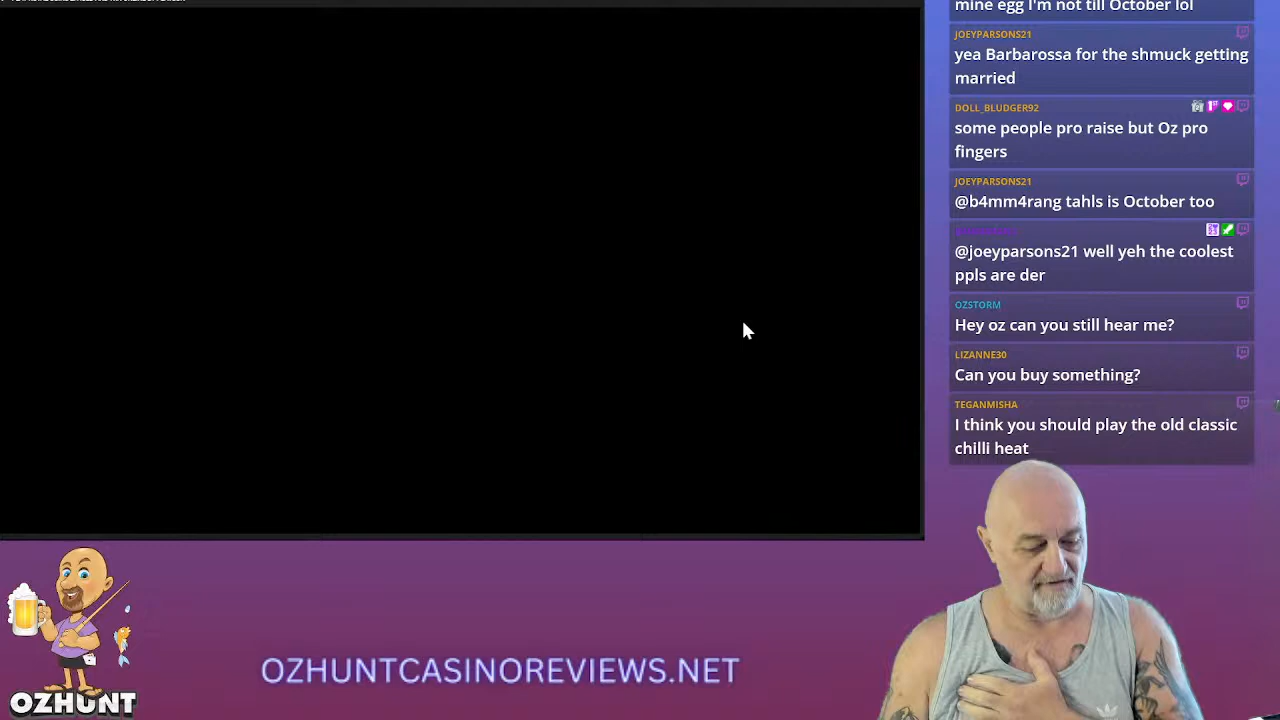 mine egg I'm not till October lol
JOEYPARSONS21
yea Barbarossa for the shmuck getting
married
DOLL_BLUDGER92
some people pro raise but Oz pro
fingers
JOEYPARSONS21
@b4mm4rang tahls is October too
@joeyparsons21 well yeh the coolest
ppls are der
OZSTORM
Hey oz can you still hear me?
LIZANNE30
Can you buy something?
TEGANMISHA
I think you should play the old classic
chilli heat
OZHUNTCASINOREVIEWS.NET
OZHUNT